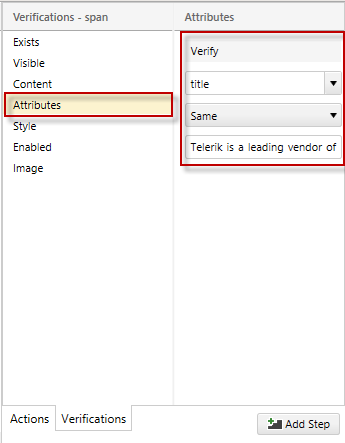 Verifications - span
Exists
Visible
Content
Attributes
Style
Enabled
Image
Attributes
Verify
title
Same
Telerik is a leading vendor of
Actions
Verifications
Add Step